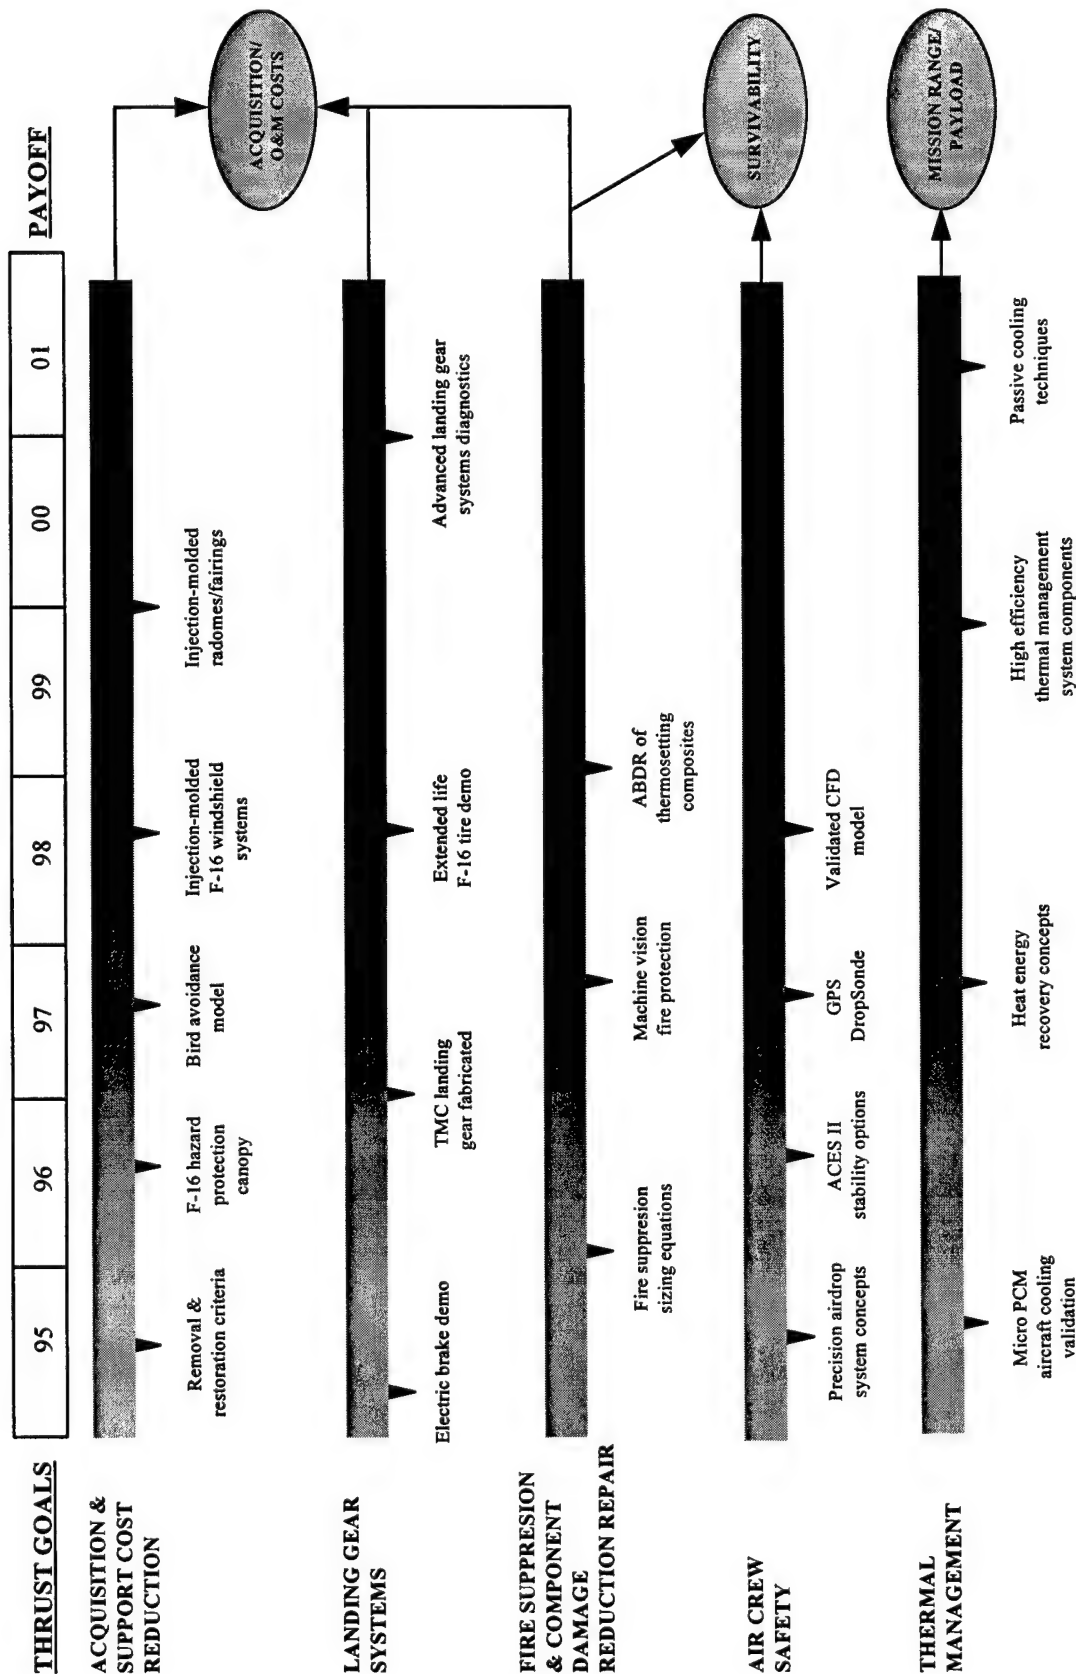 THRUST GOALS
95
96
97
98
99
00
01
PAYOFF
ACQUISITION &
SUPPORT COST
REDUCTION
Removal &
restoration criteria
F-16 hazard
protection
canopy
Bird avoidance
model
Injection-molded
F-16 windshield
systems
Injection-molded
radomes/fairings
ACQUISITION/
O&M COSTS
LANDING GEAR
SYSTEMS
Electric brake demo
TMC landing
gear fabricated
Extended life
F-16 tire demo
Advanced landing gear
systems diagnostics
FIRE SUPPRESION
& COMPONENT
DAMAGE
REDUCTION REPAIR
Fire suppresion
sizing equations
Machine vision
fire protection
ABDR of
thermosetting
composites
AIR CREW
SAFETY
Precision airdrop
system concepts
ACES II
stability options
GPS
DropSonde
Validated CFD
model
SURVIVABILITY
THERMAL
MANAGEMENT
Micro PCM
aircraft cooling
validation
Heat energy
recovery concepts
High efficiency
thermal management
system components
Passive cooling
techniques
MISSION RANGE/
PAYLOAD